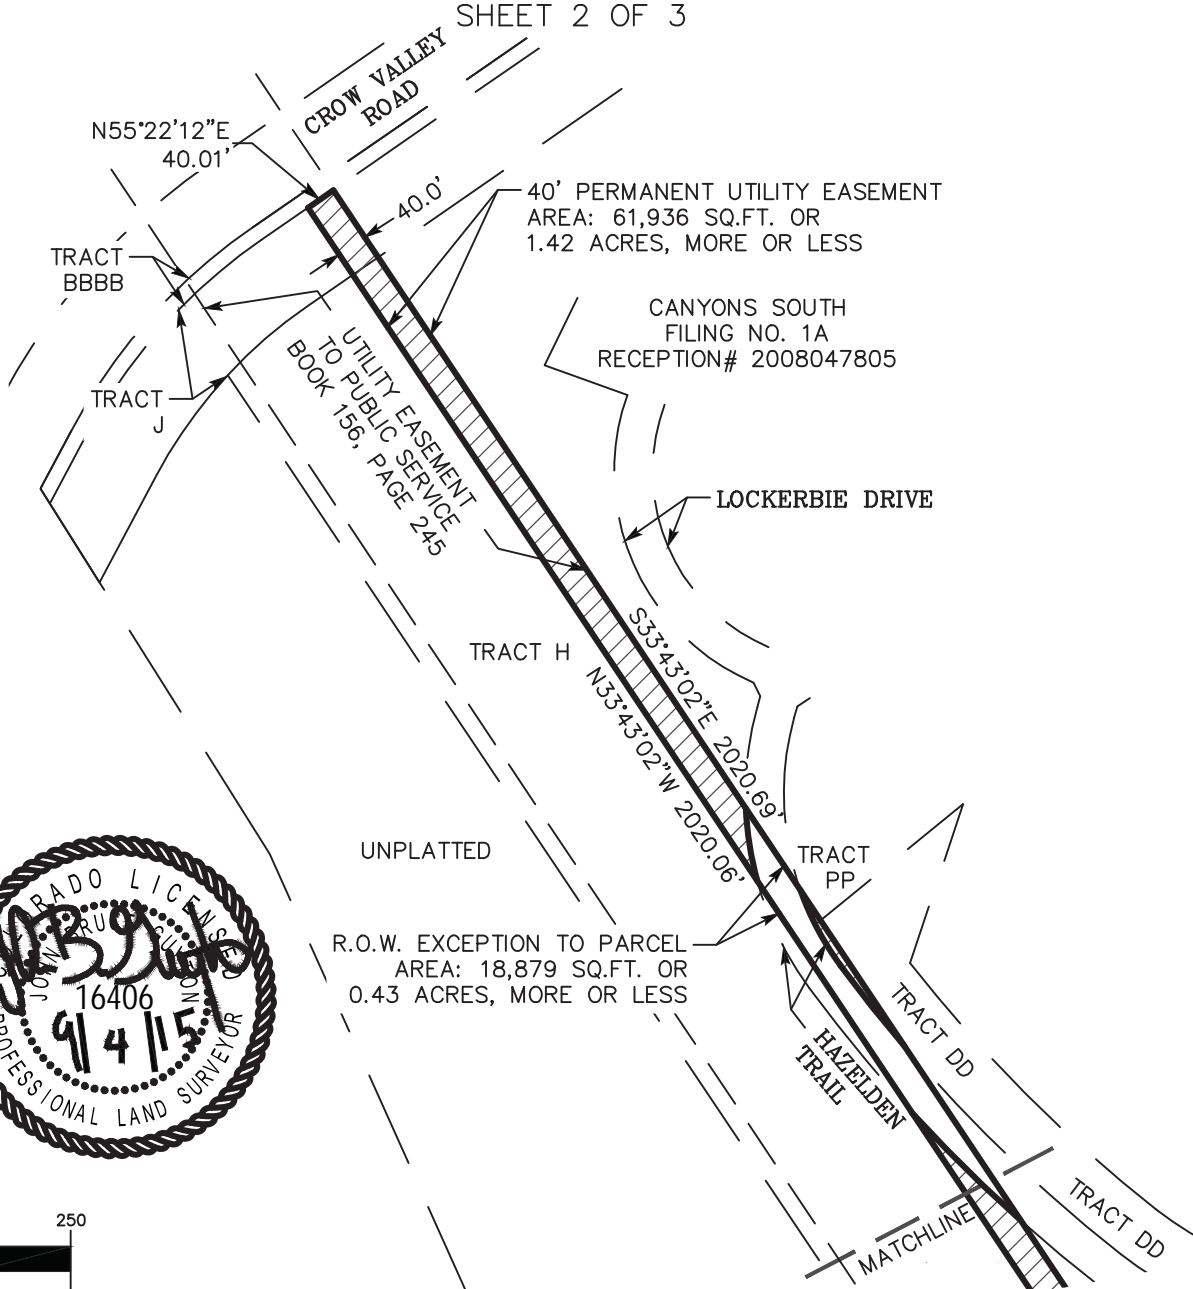 SHEET 2 OF 3
CROW VALLEY
ROAD
N55°22'12"E
40.01'
40.0'
40' PERMANENT UTILITY EASEMENT
AREA: 61,936 SQ.FT. OR
1.42 ACRES, MORE OR LESS
TRACT
BBBB
CANYONS SOUTH
FILING NO. 1A
RECEPTION# 2008047805
TRACT
J
UTILITY EASEMENT
TO PUBLIC SERVICE
BOOK 156, PAGE 245
LOCKERBIE DRIVE
TRACT H
S33°43'02"E 2020.69'
N33°43'02"W 2020.06'
UNPLATTED
TRACT
PP
R.O.W. EXCEPTION TO PARCEL
AREA: 18,879 SQ.FT. OR
0.43 ACRES, MORE OR LESS
TRACT DD
HAZELDEN
TRAIL
TRACT DD
MATCHLINE
LICENSED
PROFESSIONAL LAND SURVEYOR
16406
9/4/15
250